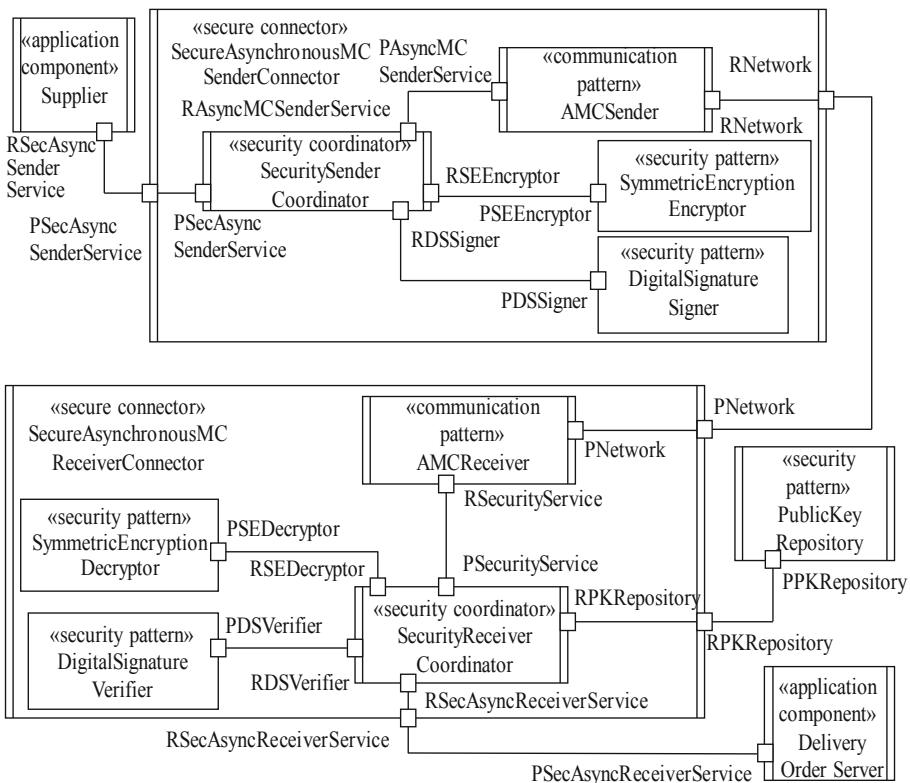 «application
component»
Supplier
RSecAsync
Sender
Service
PSecAsync
SenderService
«secure connector»
SecureAsynchronousMC
SenderConnector
PAsyncMC
SenderService
RAsyncMCSenderService
«communication
pattern»
AMCSender
RNetwork
RNetwork
«security coordinator»
SecuritySender
Coordinator
PSecAsync
SenderService
RSEEncryptor
PSEEncryptor
«security pattern»
SymmetricEncryption
Encryptor
RDSSigner
PDSSigner
«security pattern»
DigitalSignature
Signer
«secure connector»
SecureAsynchronousMC
ReceiverConnector
«communication
pattern»
AMCReceiver
PNetwork
PNetwork
RSecurityService
PSecurityService
«security
pattern»
PublicKey
Repository
PPKRepository
«security pattern»
SymmetricEncryption
Decryptor
PSEDecryptor
RSEDecryptor
«security coordinator»
SecurityReceiver
Coordinator
RPKRepository
RPKRepository
«security pattern»
DigitalSignature
Verifier
PDSVerifier
RDSVerifier
RSecAsyncReceiverService
RSecAsyncReceiverService
«application
component»
Delivery
Order Server
PSecAsyncReceiverService